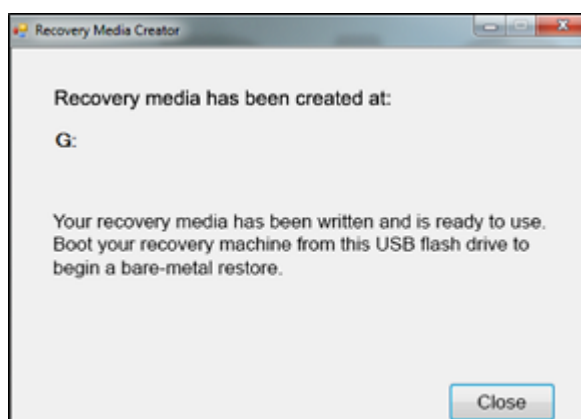 Recovery Media Creator
Recovery media has been created at:
G:
Your recovery media has been written and is ready to use.
Boot your recovery machine from this USB flash drive to
begin a bare-metal restore.
Close